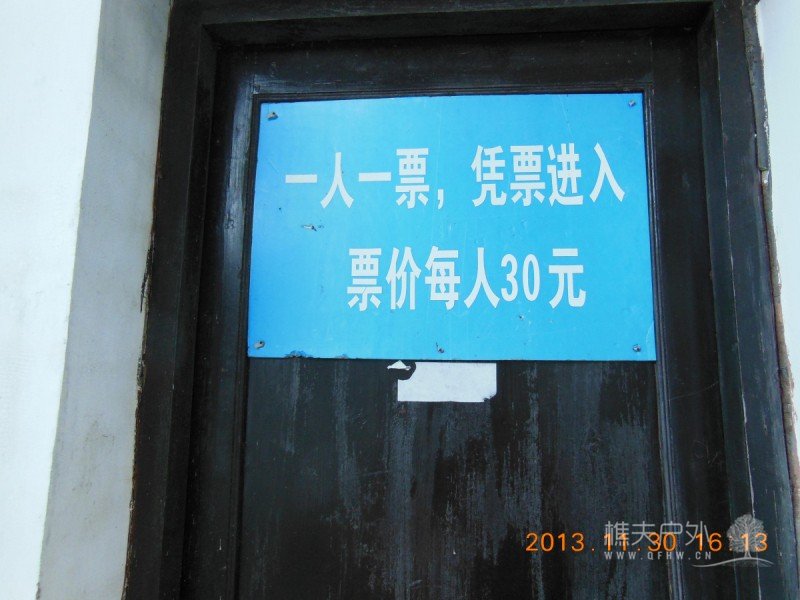 一人一票，凭票进入
票价每人30元
2013.11.30 16:13
樵夫户外
WWW.QFHW.CN